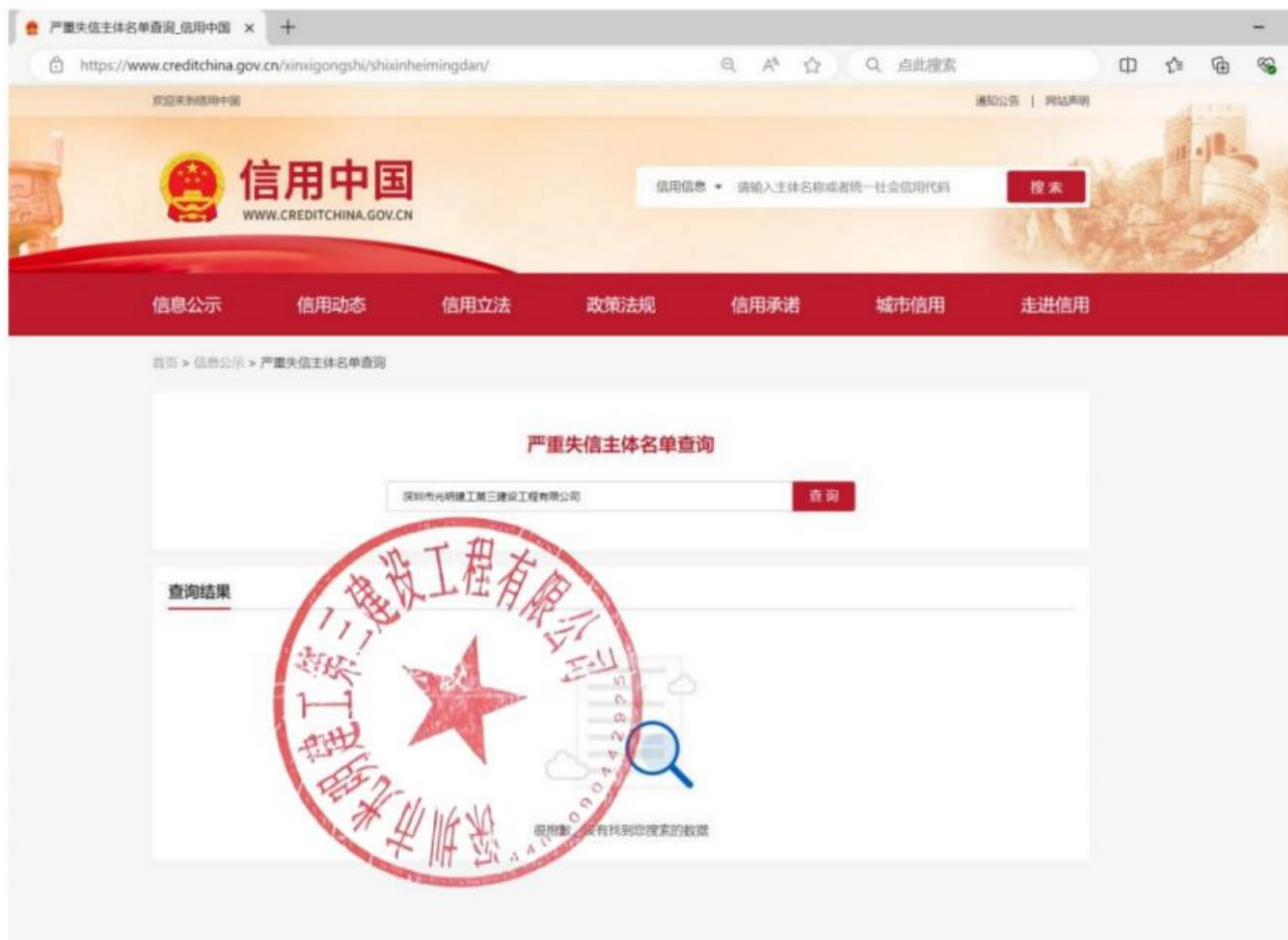 严重失信主体名单查询_信用中国
https://www.creditchina.gov.cn/xinxigongshi/shixinheimingdan/
点此搜索
欢迎来到信用中国
通知公告 | 网站声明
信用中国
WWW.CREDITCHINA.GOV.CN
信用信息 请输入主体名称或者统一社会信用代码 搜索
信息公示 信用动态 信用立法 政策法规 信用承诺 城市信用 走进信用
首页 > 信息公示 > 严重失信主体名单查询
严重失信主体名单查询
深圳市光明建工第三建设工程有限公司 查询
查询结果
深圳市光明建工第三建设工程有限公司
很抱歉，没有找到您搜索的数据